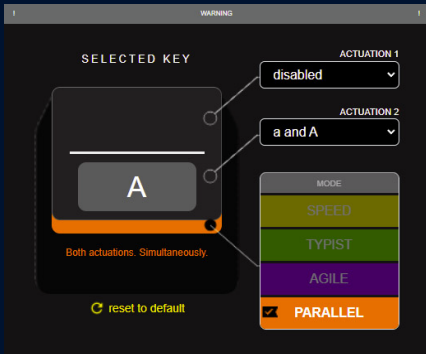 ! WARNING !
SELECTED KEY
ACTUATION 1
disabled
ACTUATION 2
a and A
A
MODE
SPEED
TYPIST
AGILE
PARALLEL
Both actuations. Simultaneously.
reset to default